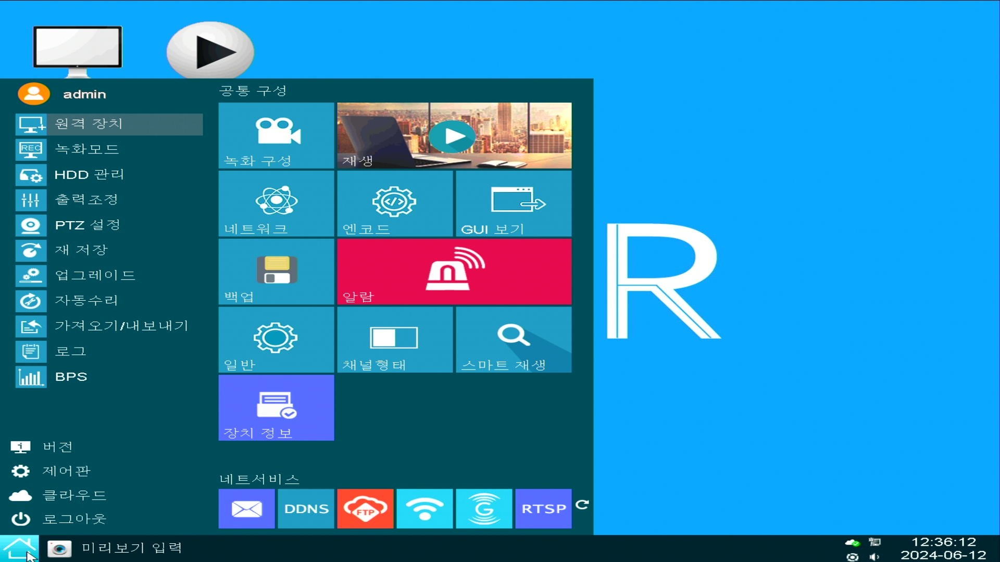 admin
원격 장치
REC
녹화모드
HDD 관리
출력조정
PTZ 설정
재 저장
업그레이드
자동수리
가져오기/내보내기
로그
BPS
버전
제어판
클라우드
로그아웃
공통 구성
녹화 구성
재생
네트워크
엔코드
GUI 보기
백업
알람
일반
채널형태
스마트 재생
장치 정보
네트서비스
DDNS
FTP
G
RTSP
R
미리보기 입력
12:36:12
2024-06-12